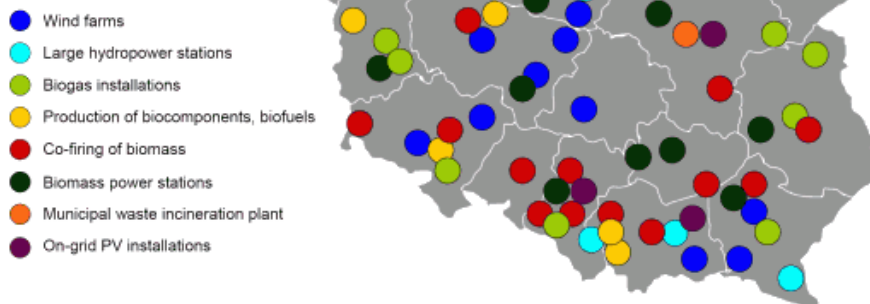 Wind farms
Large hydropower stations
Biogas installations
Production of biocomponents, biofuels
Co-firing of biomass
Biomass power stations
Municipal waste incineration plant
On-grid PV installations